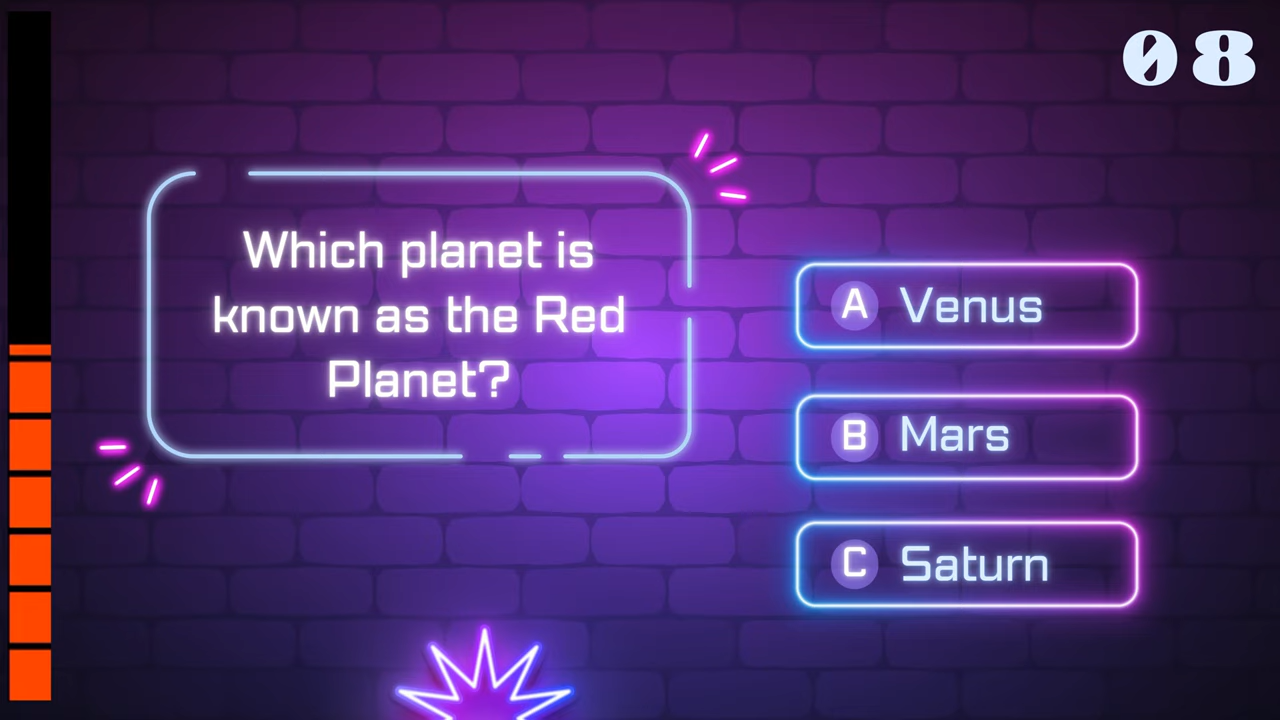 08
Which planet is
known as the Red
Planet?
A Venus
B Mars
C Saturn